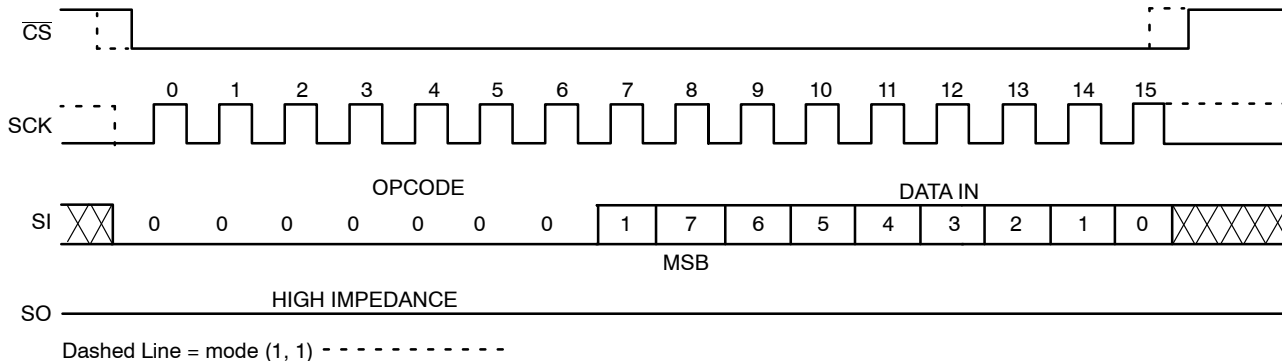 CS
0 1 2 3 4 5 6 7 8 9 10 11 12 13 14 15
SCK
OPCODE DATA IN
SI 0 0 0 0 0 0 0 1 7 6 5 4 3 2 1 0
MSB
HIGH IMPEDANCE
SO
Dashed Line = mode (1, 1)